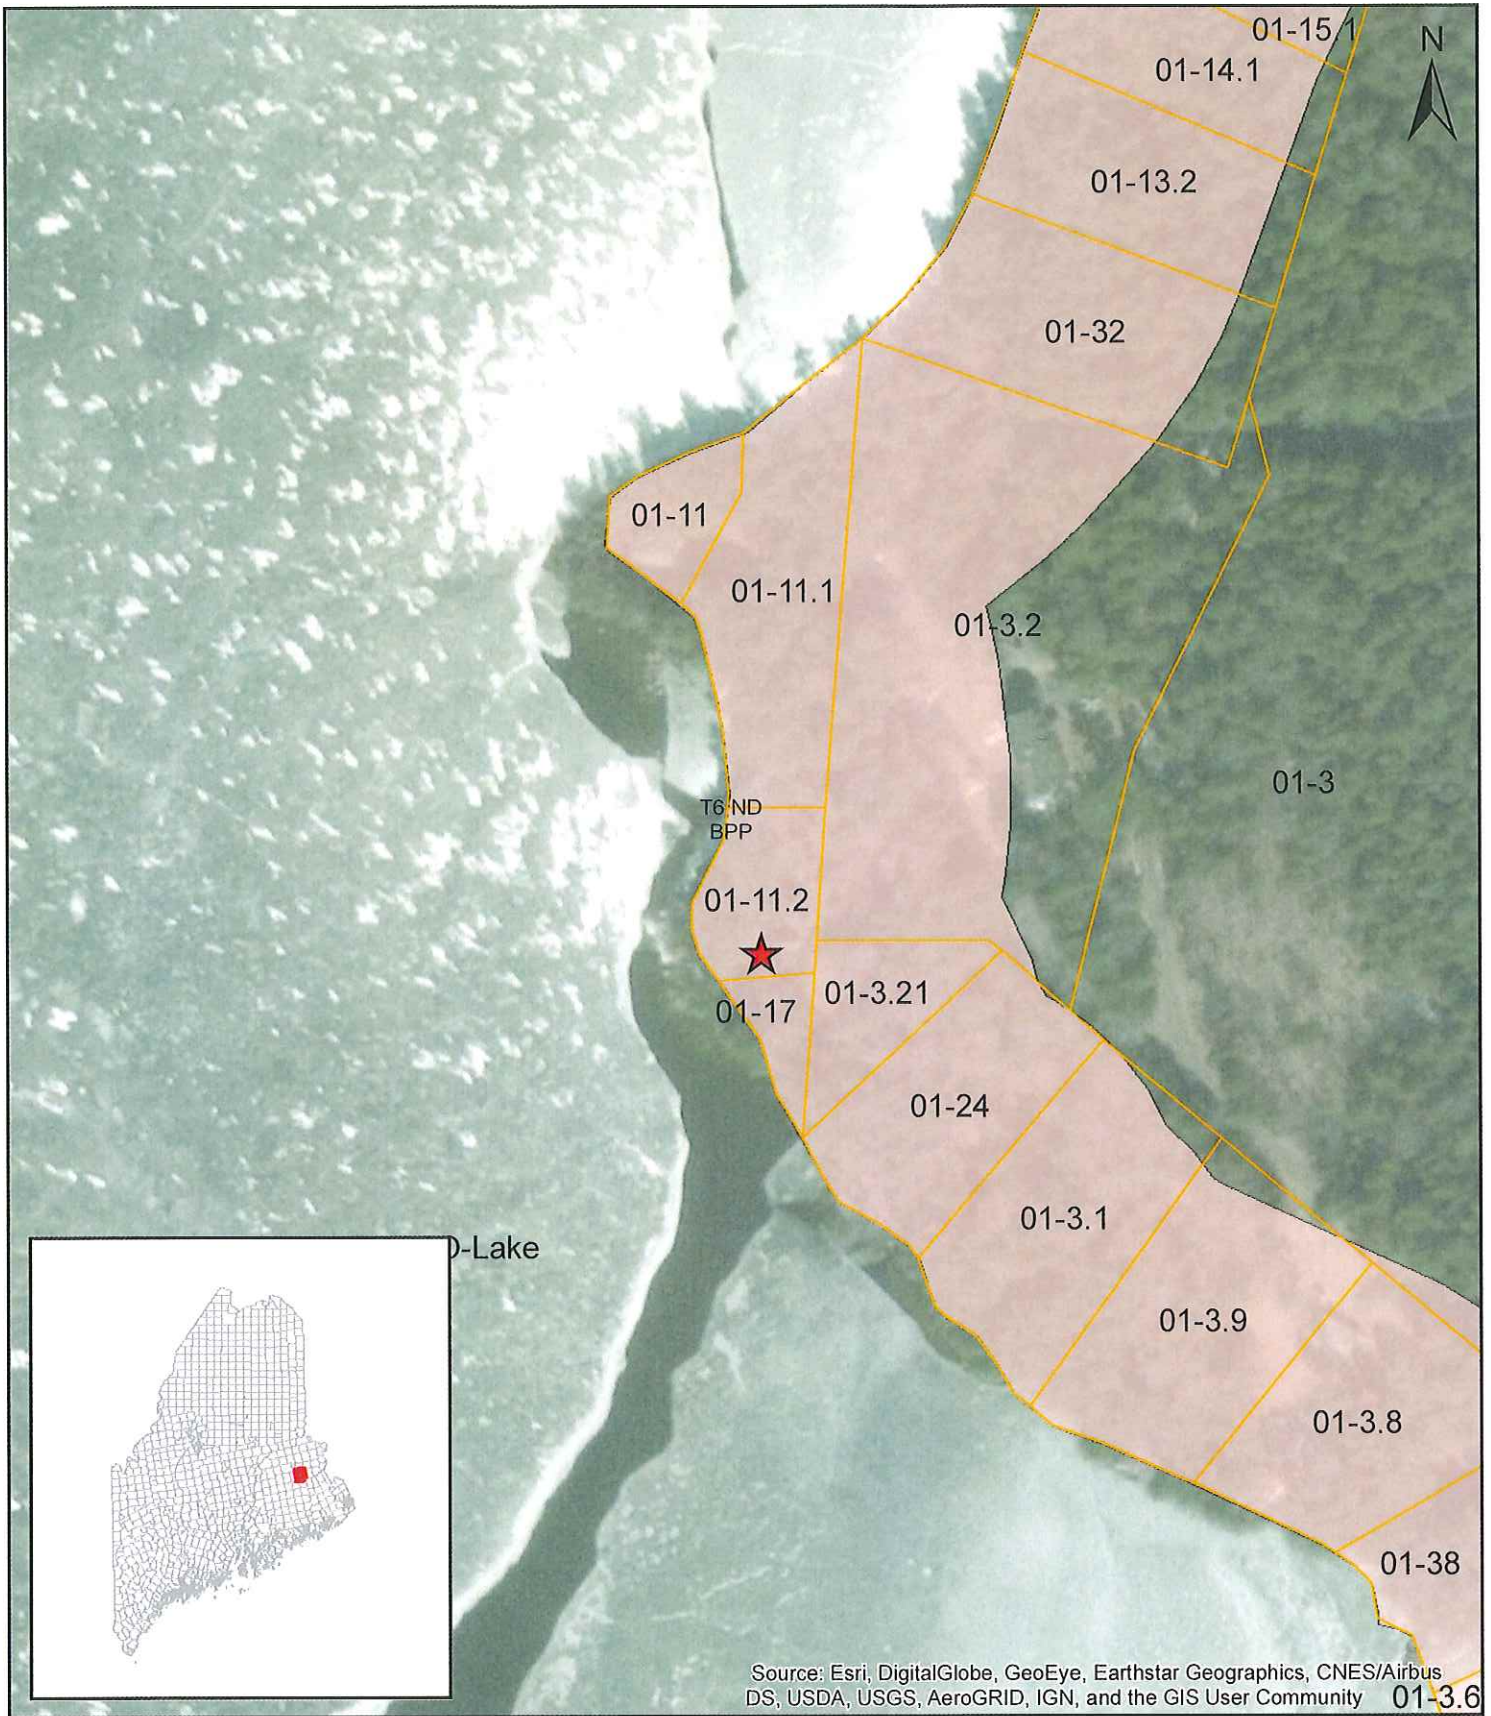 01-15.1
N
01-14.1
01-13.2
01-32
01-11
01-11.1
01-3.2
01-3
T6 ND
BPP
01-11.2
01-3.21
01-17
01-24
01-3.1
-Lake
01-3.9
01-3.8
01-38
Source: Esri, DigitalGlobe, GeoEye, Earthstar Geographics, CNES/Airbus
DS, USDA, USGS, AeroGRID, IGN, and the GIS User Community
01-3.6